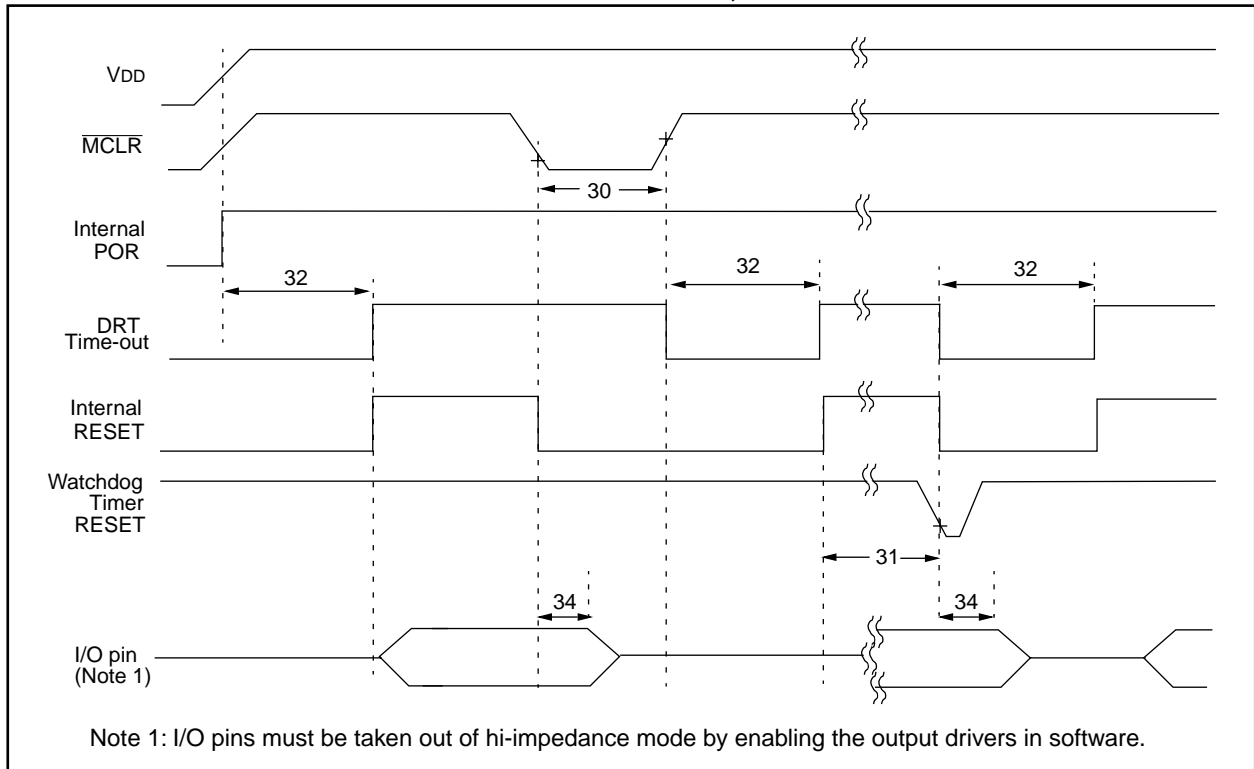 VDD
MCLR
30
Internal
POR
32
32
32
DRT
Time-out
Internal
RESET
Watchdog
Timer
RESET
31
34
34
I/O pin
(Note 1)
Note 1: I/O pins must be taken out of hi-impedance mode by enabling the output drivers in software.